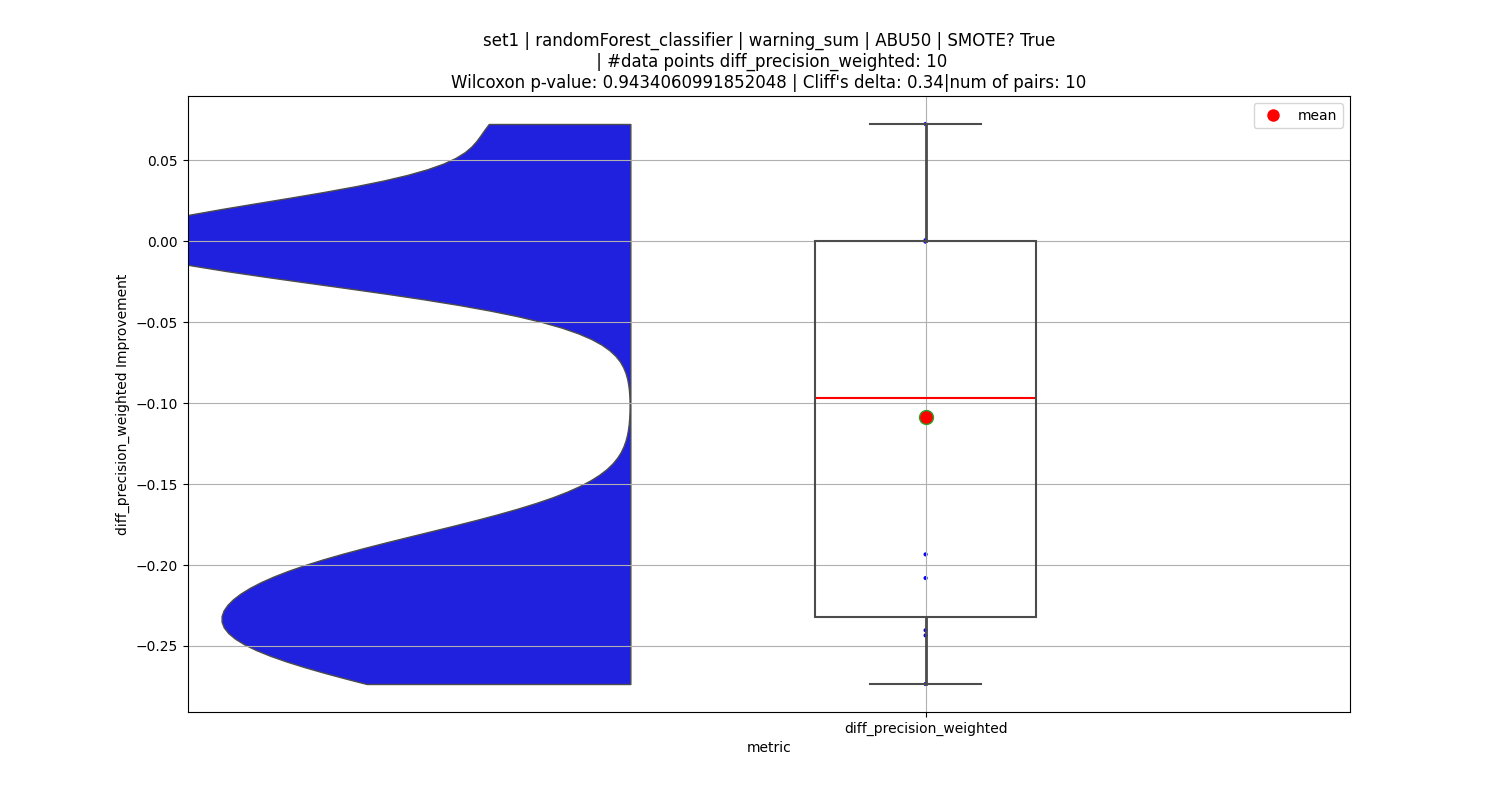 set1 | randomForest_classifier | warning_sum | ABU50 | SMOTE? True
| #data points diff_precision_weighted: 10
Wilcoxon p-value: 0.9434060991852048 | Cliff's delta: 0.34|num of pairs: 10
mean
0.05
0.00
−0.05
−0.10
−0.15
−0.20
−0.25
diff_precision_weighted Improvement
diff_precision_weighted
metric